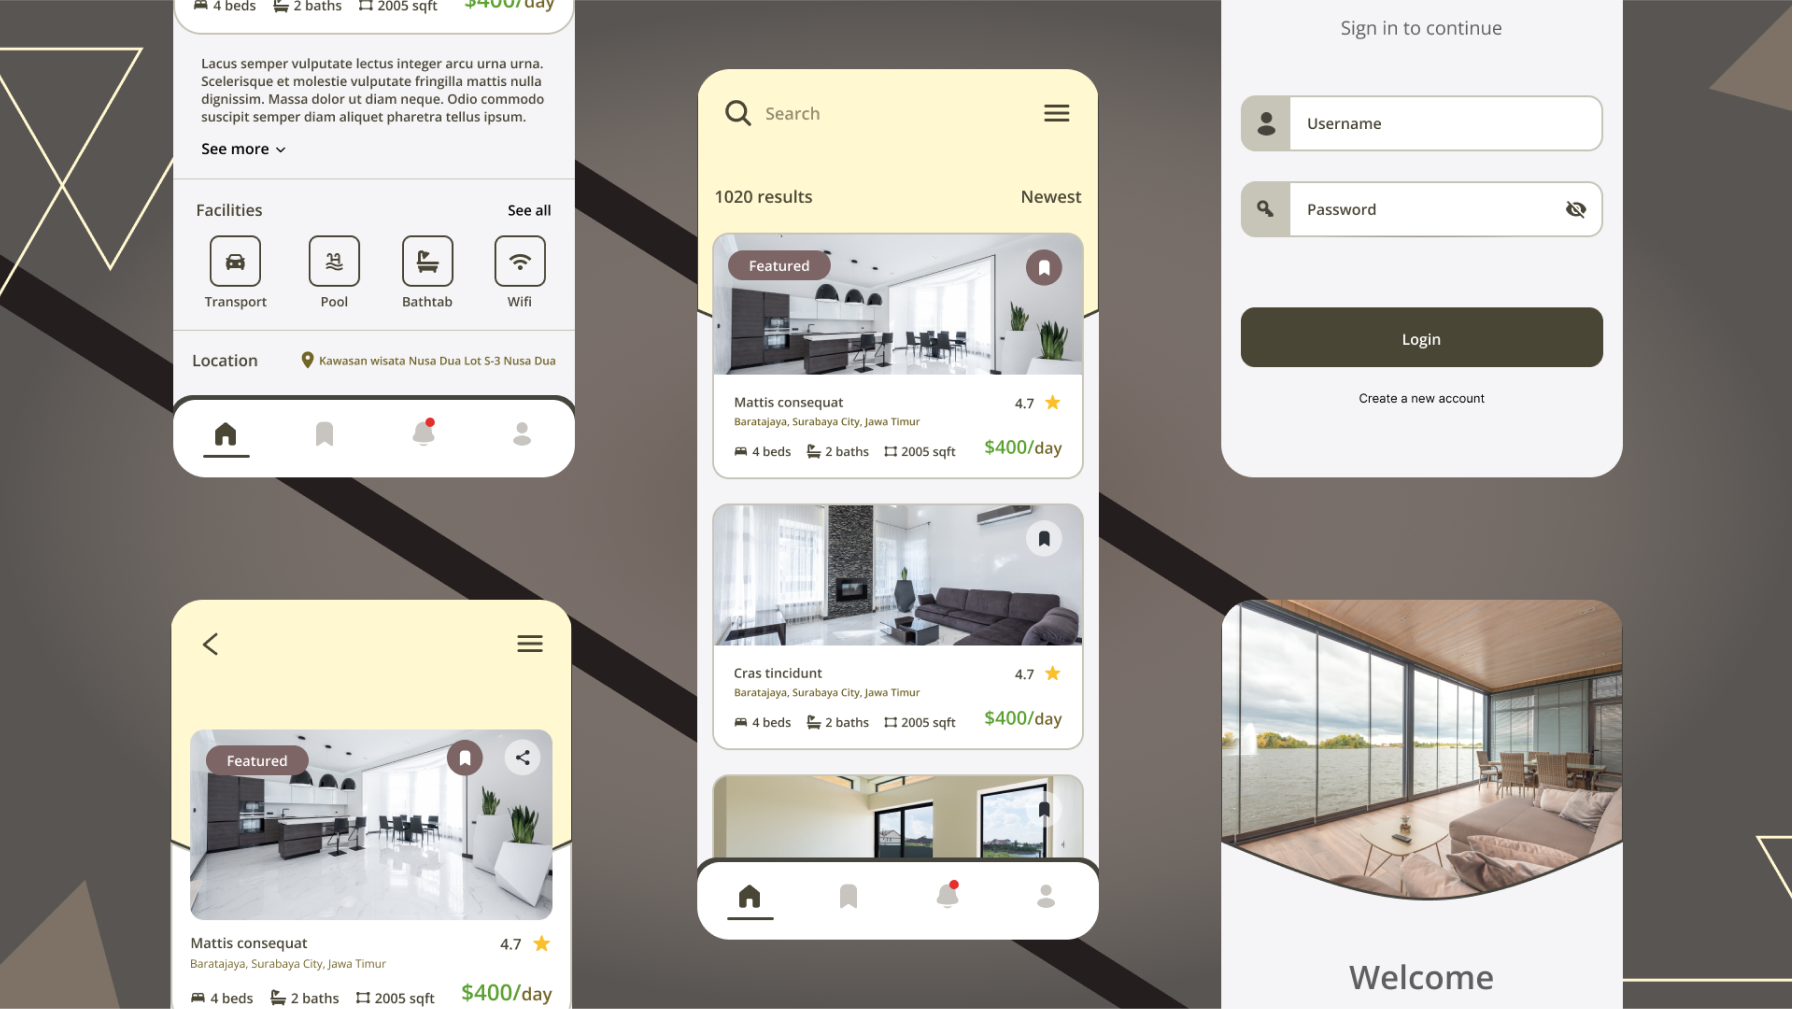 4 beds 2 baths 2005 sqft $400/day
Lacus semper vulputate lectus integer arcu urna urna.
Scelerisque et molestie vulputate fringilla mattis nulla
dignissim. Massa dolor ut diam neque. Odio commodo
suscipit semper diam aliquet pharetra tellus ipsum.
See more
Facilities See all
Transport Pool Bathtab Wifi
Location Kawasan wisata Nusa Dua Lot S-3 Nusa Dua
Featured
Mattis consequat 4.7
Baratajaya, Surabaya City, Jawa Timur
4 beds 2 baths 2005 sqft $400/day
Search
1020 results Newest
Featured
Mattis consequat 4.7
Baratajaya, Surabaya City, Jawa Timur
4 beds 2 baths 2005 sqft $400/day
Cras tincidunt 4.7
Baratajaya, Surabaya City, Jawa Timur
4 beds 2 baths 2005 sqft $400/day
Sign in to continue
Username
Password
Login
Create a new account
Welcome